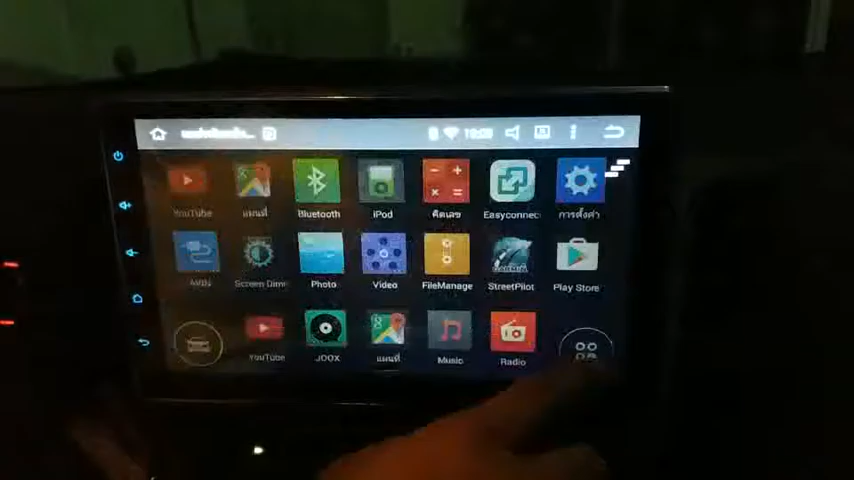 YouTube แผนที่ Bluetooth iPod คิดเลข Easyconnec การตั้งค่า
AVIN Screen Dim Photo Video FileManage StreetPilot Play Store
YouTube JOOX แผนที่ Music Radio